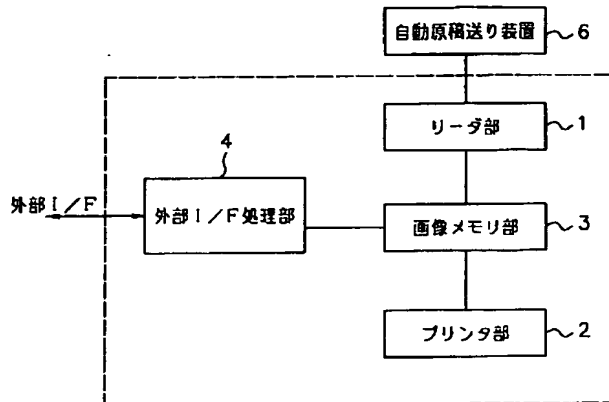 自動原稿送り装置
6
リーダ部
1
4
外部I/F
外部I/F処理部
画像メモリ部
3
プリンタ部
2